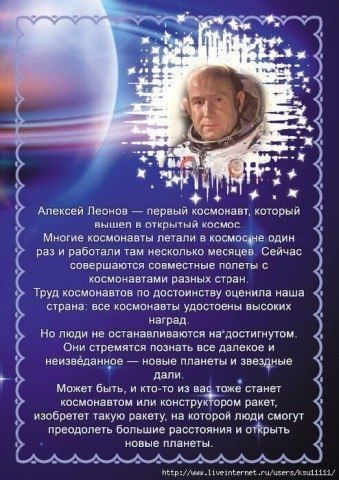 Алексей Леонов — первый космонавт, который
вышел в открытый космос.
Многие космонавты летали в космос не один
раз и работали там несколько месяцев. Сейчас
совершаются совместные полеты с
космонавтами разных стран.
Труд космонавтов по достоинству оценила наша
страна: все космонавты удостоены высоких
наград.
Но люди не останавливаются на достигнутом.
Они стремятся познать все далекое и
неизведанное — новые планеты и звездные
дали.
Может быть, и кто-то из вас тоже станет
космонавтом или конструктором ракет,
изобретет такую ракету, на которой люди смогут
преодолеть большие расстояния и открыть
новые планеты.
http://www.liveinternet.ru/users/ksu11111/